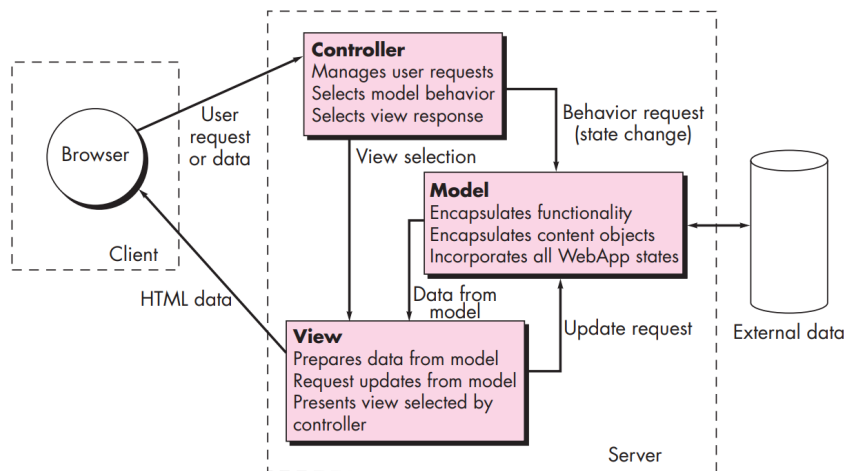 Controller
Manages user requests
Selects model behavior
Selects view response
User
request
or data
Browser
Behavior request
(state change)
View selection
Model
Encapsulates functionality
Encapsulates content objects
Incorporates all WebApp states
Client
HTML data
Data from
model
Update request
External data
View
Prepares data from model
Request updates from model
Presents view selected by
controller
Server